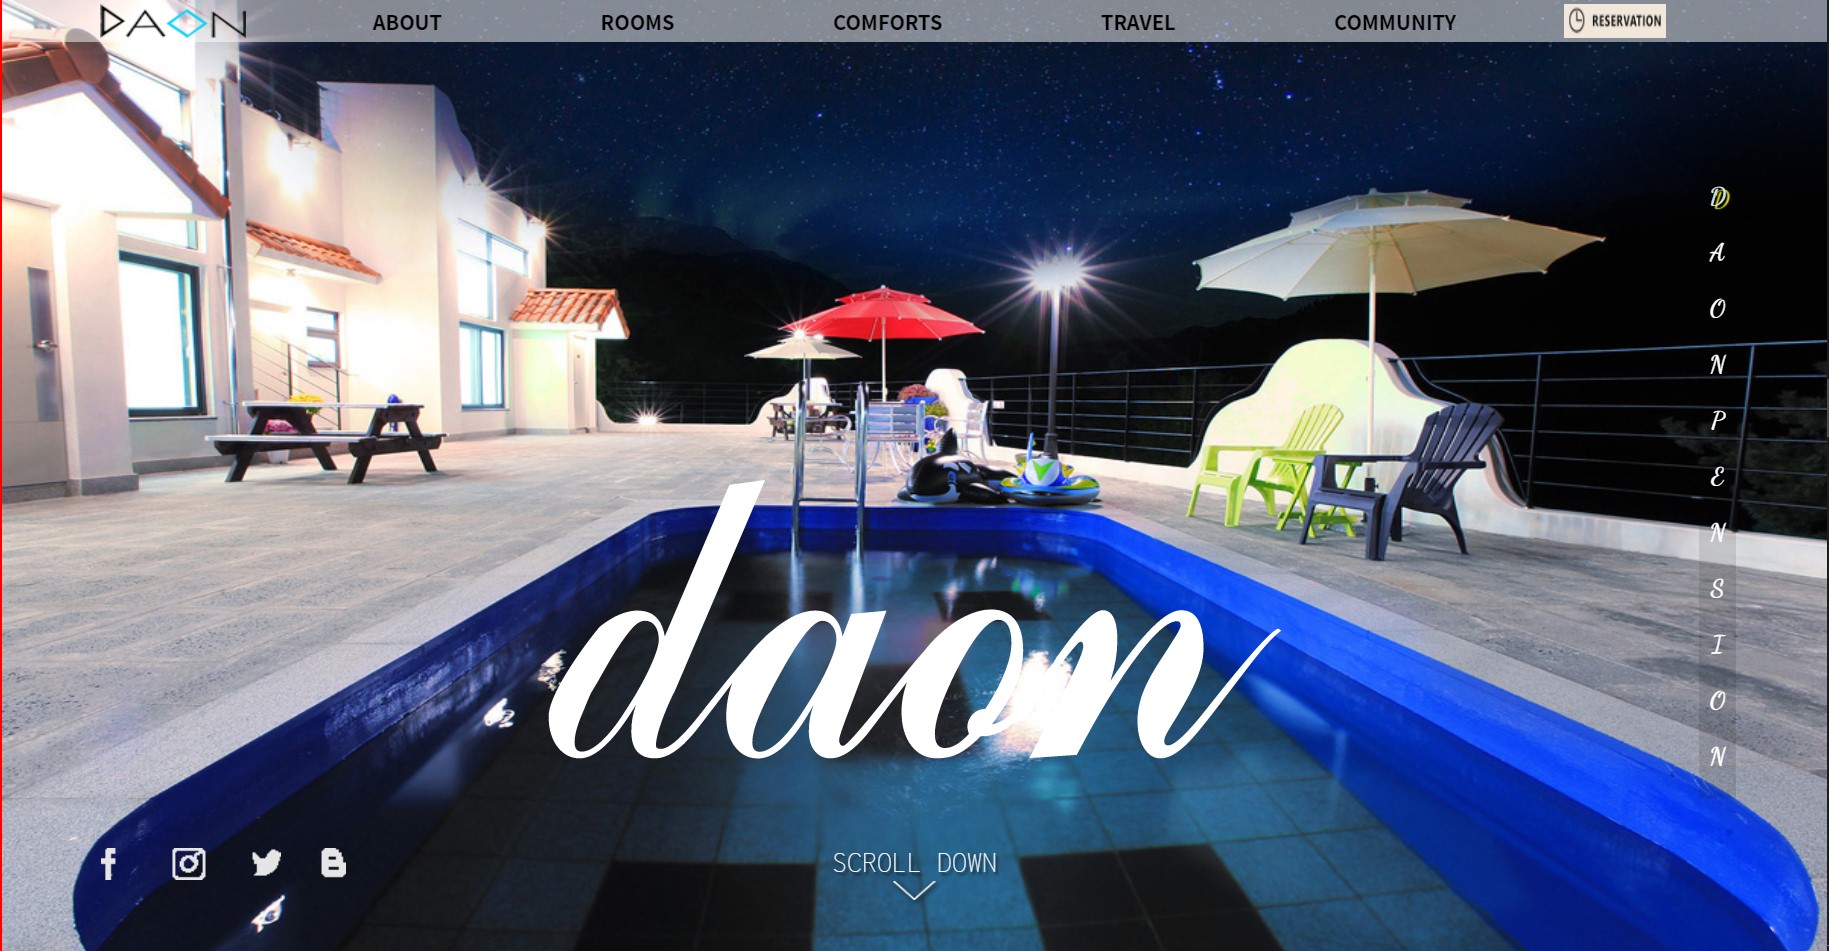 DAON
ABOUT
ROOMS
COMFORTS
TRAVEL
COMMUNITY
RESERVATION
D
A
O
N
P
E
N
S
I
O
N
daon
SCROLL DOWN